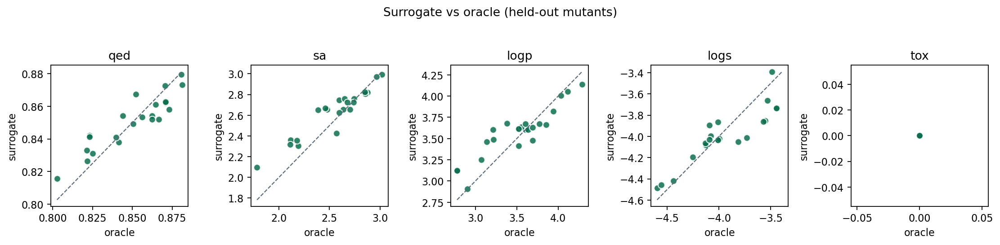 Surrogate vs oracle (held-out mutants)
qed
surrogate
0.88
0.86
0.84
0.82
0.80
0.800 0.825 0.850 0.875
oracle
sa
surrogate
3.0
2.8
2.6
2.4
2.2
2.0
1.8
2.0 2.5 3.0
oracle
logp
surrogate
4.25
4.00
3.75
3.50
3.25
3.00
2.75
3.0 3.5 4.0
oracle
logs
surrogate
−3.4
−3.6
−3.8
−4.0
−4.2
−4.4
−4.6
−4.5 −4.0 −3.5
oracle
tox
surrogate
0.04
0.02
0.00
−0.02
−0.04
−0.05 0.00 0.05
oracle